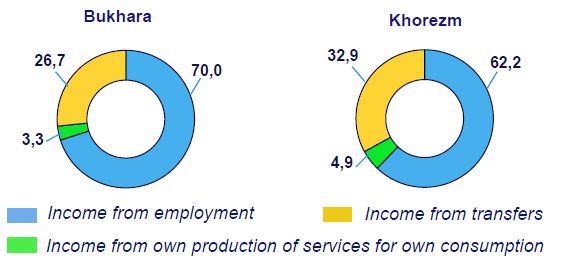 Bukhara
Khorezm
26,7
70,0
3,3
32,9
62,2
4,9
Income from employment
Income from transfers
Income from own production of services for own consumption